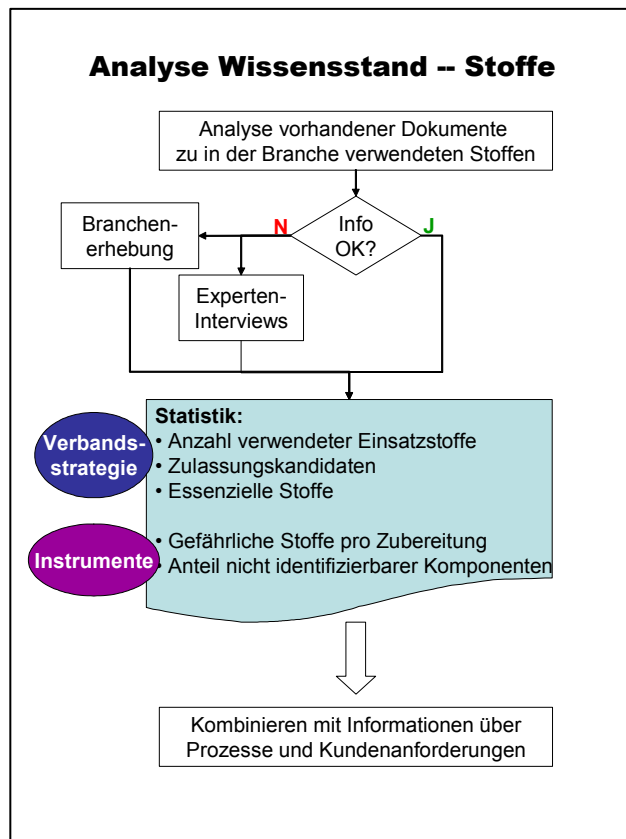 Analyse Wissensstand -- Stoffe
Analyse vorhandener Dokumente
zu in der Branche verwendeten Stoffen
Info
OK?
N
J
Branchen-
erhebung
Experten-
Interviews
Verbands-
strategie
Statistik:
• Anzahl verwendeter Einsatzstoffe
• Zulassungskandidaten
• Essenzielle Stoffe
Instrumente
• Gefährliche Stoffe pro Zubereitung
• Anteil nicht identifizierbarer Komponenten
Kombinieren mit Informationen über
Prozesse und Kundenanforderungen